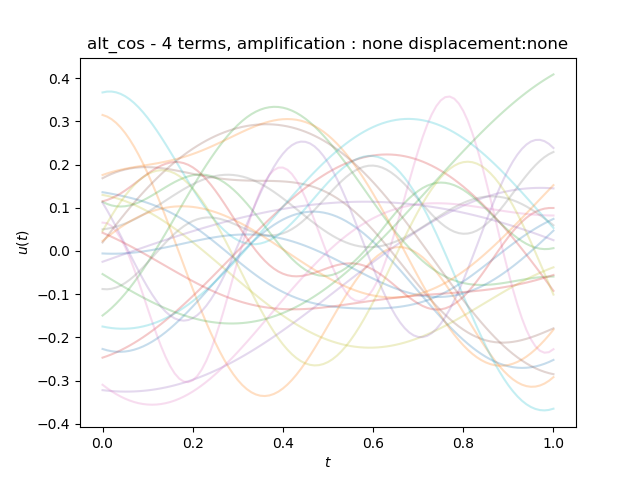 alt_cos - 4 terms, amplification : none displacement:none
0.4
0.3
0.2
0.1
0.0
−0.1
−0.2
−0.3
−0.4
u(t)
0.0 0.2 0.4 0.6 0.8 1.0
t